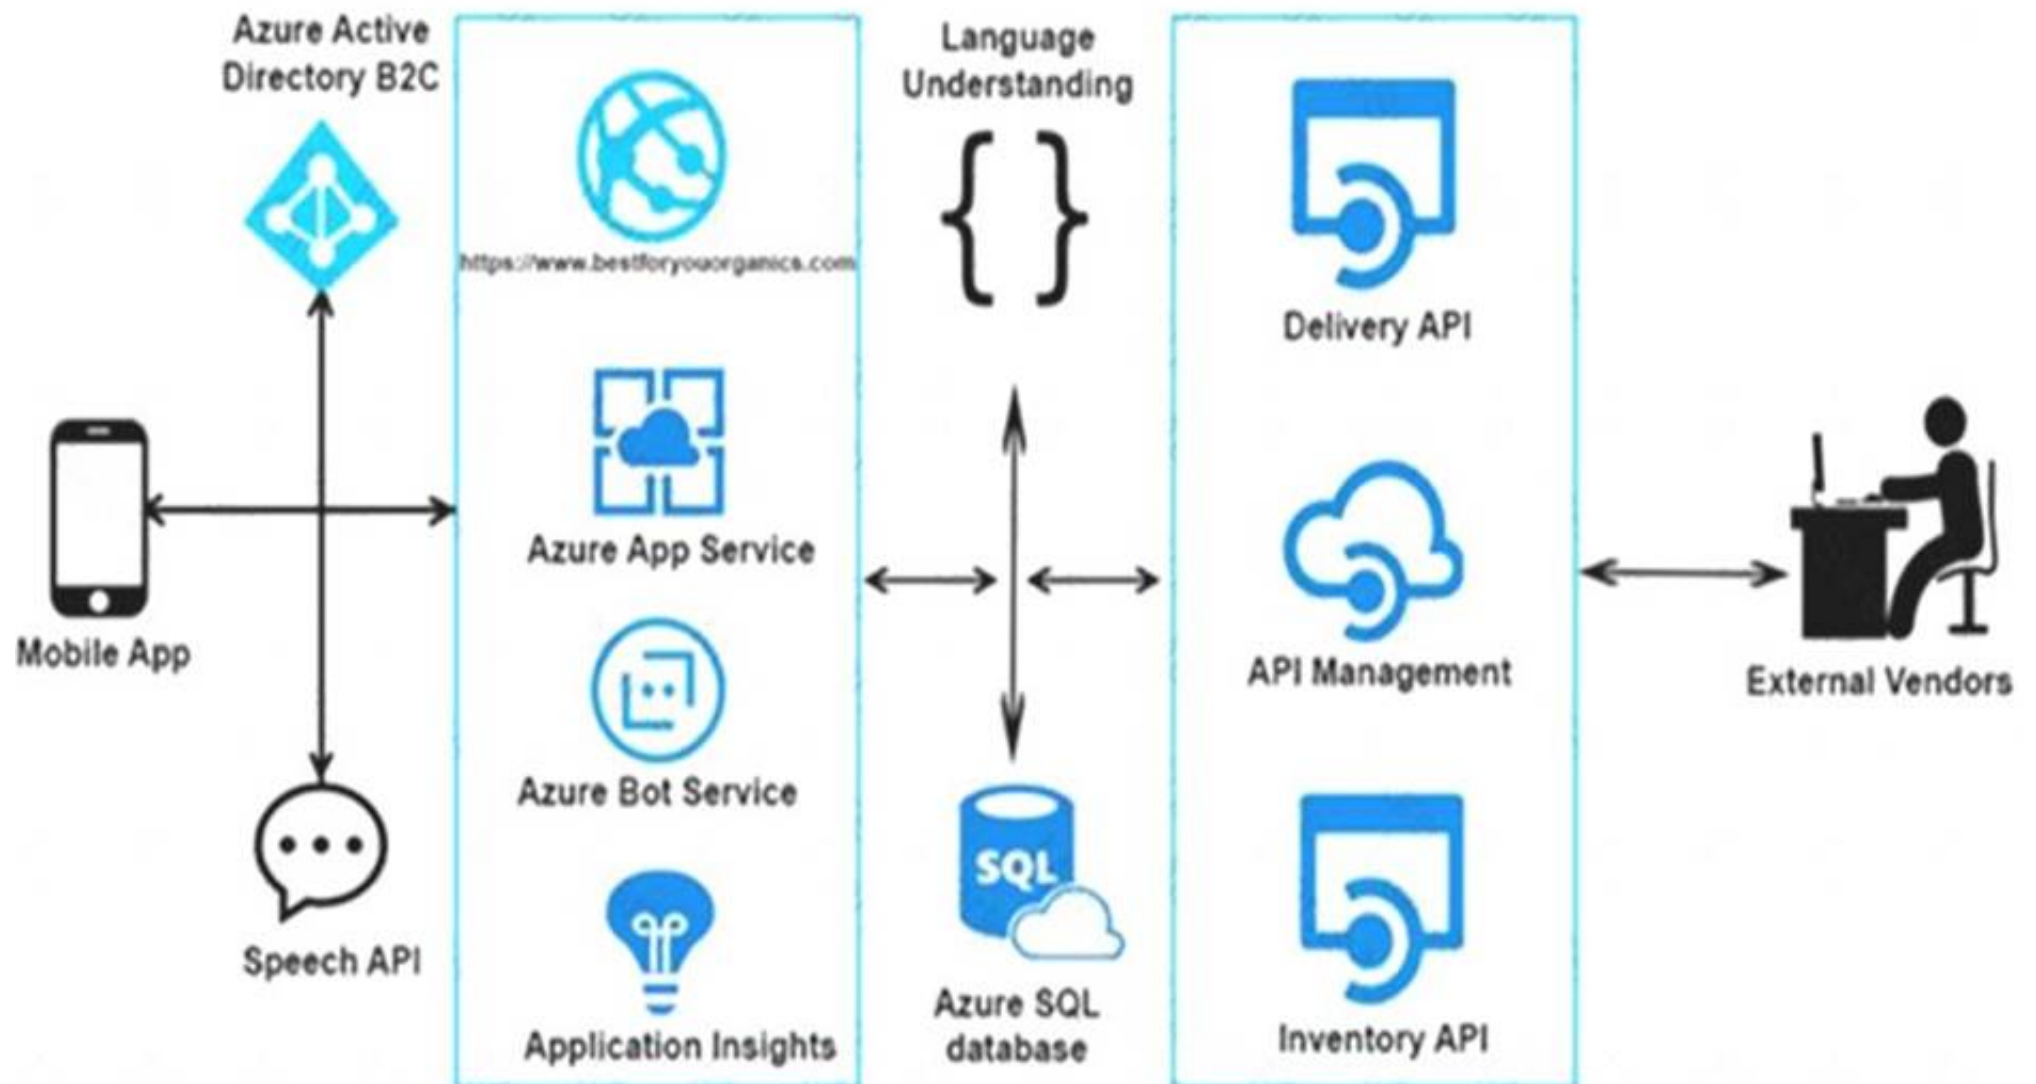 Azure Active
Directory B2C
Mobile App
Speech API
https://www.bestforyouorganics.com
Azure App Service
Azure Bot Service
Application Insights
Language
Understanding
{ }
SQL
Azure SQL
database
Delivery API
API Management
Inventory API
External Vendors